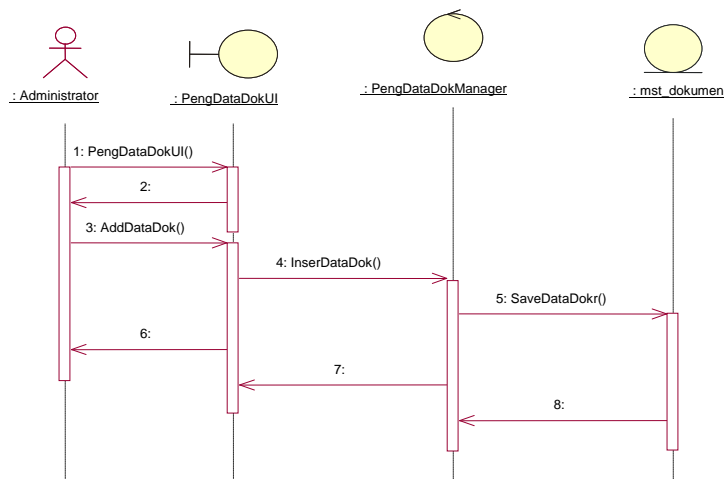 : Administrator
: PengDataDokUI
: PengDataDokManager
: mst_dokumen
1: PengDataDokUI()
2:
3: AddDataDok()
4: InserDataDok()
5: SaveDataDokr()
6:
7:
8: